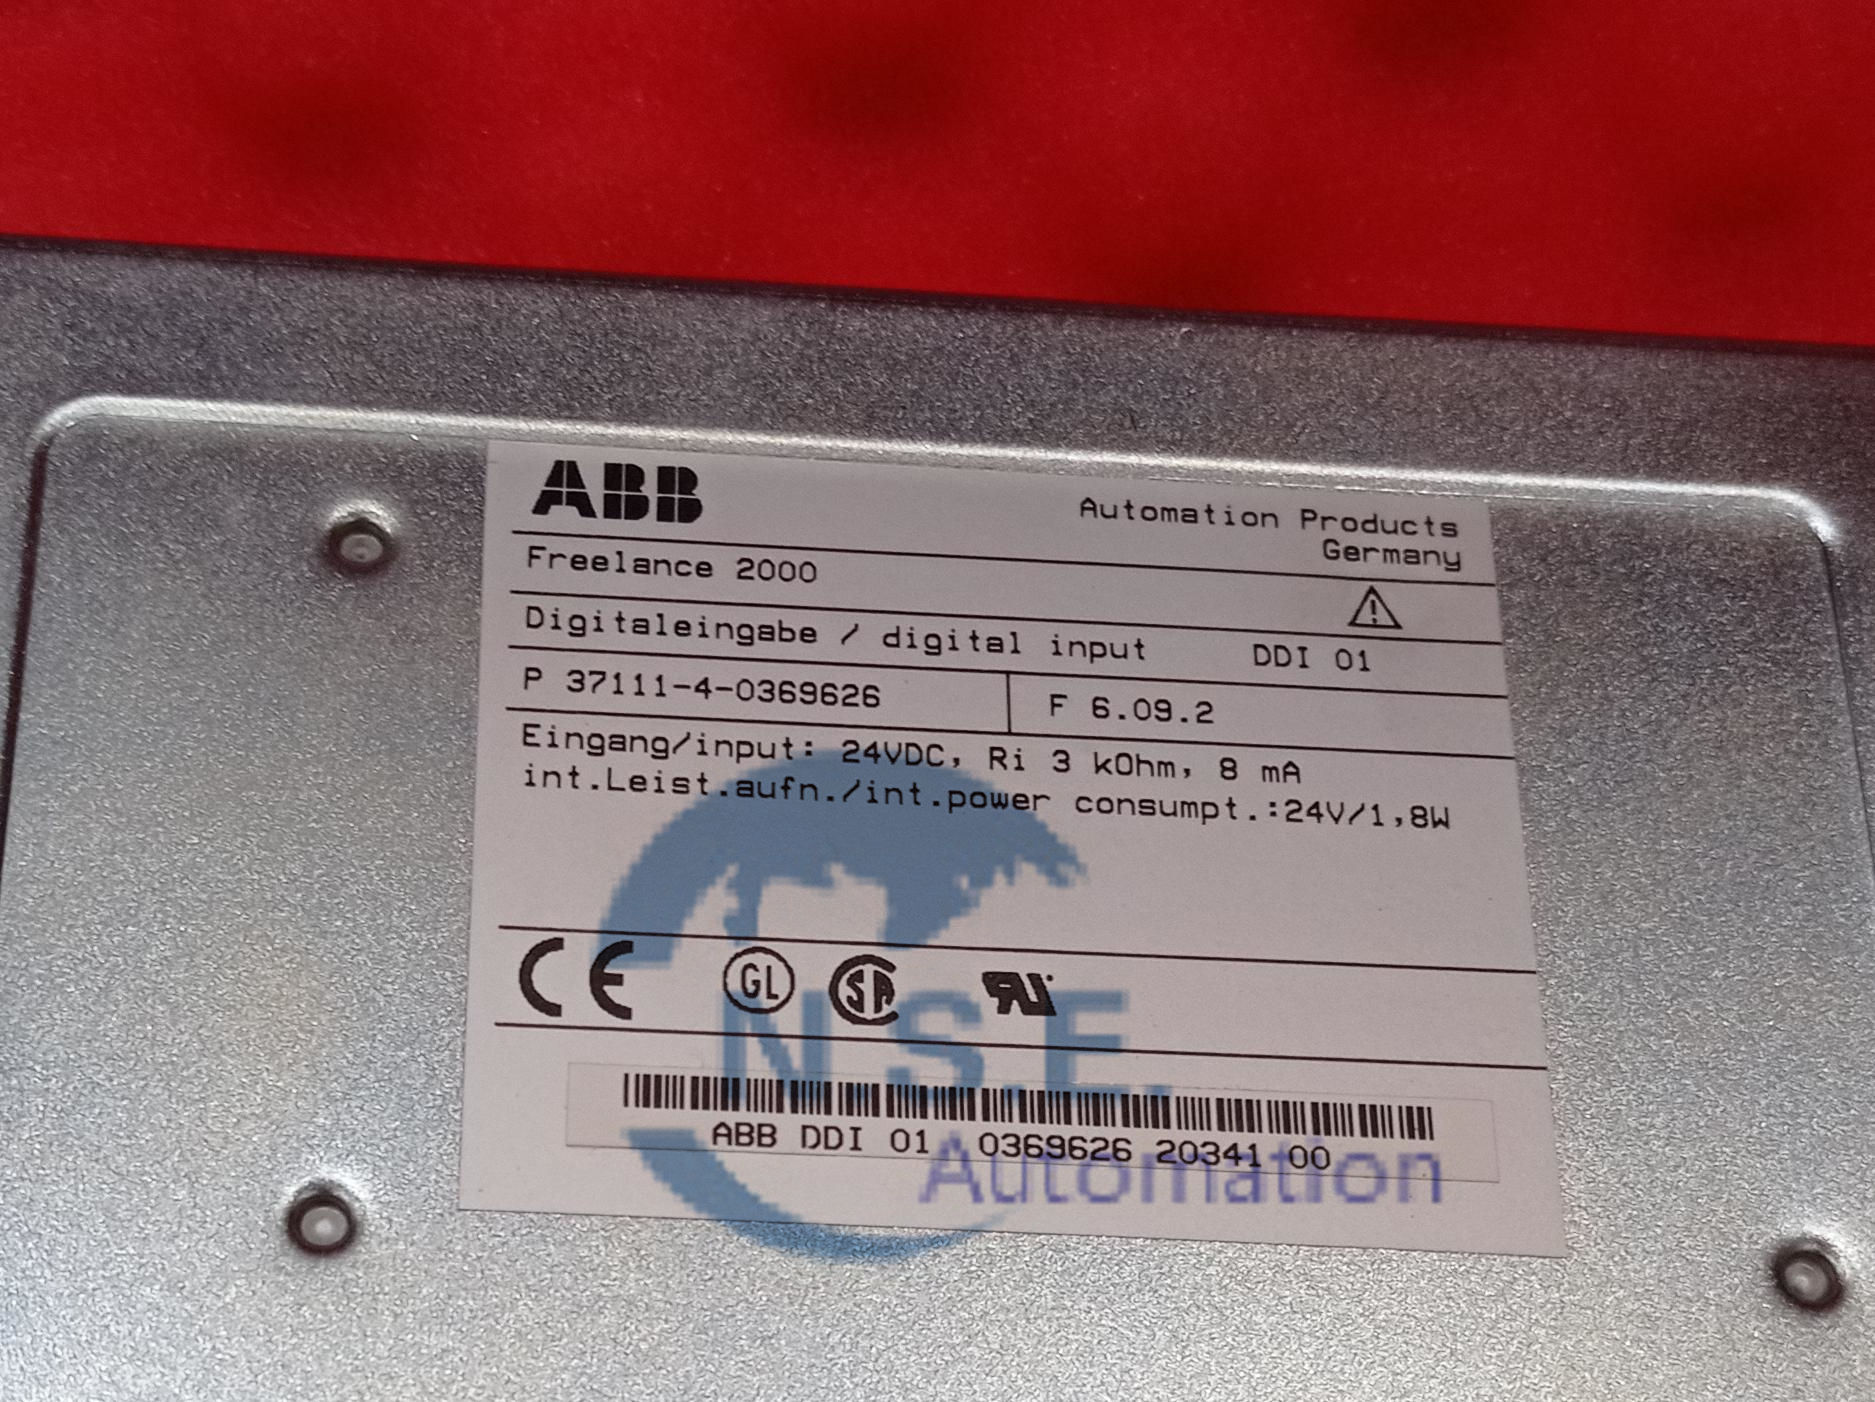 ABB
Automation Products
Germany
Freelance 2000
Digitaleingabe / digital input DDI 01
P 37111-4-0369626 F 6.09.2
Eingang/input: 24VDC, Ri 3 kOhm, 8 mA
int.Leist.aufn./int.power consumpt.:24V/1,8W
CE GL SA RU
N.S.E.
ABB DDI 01 0369626 20341 00
Automation